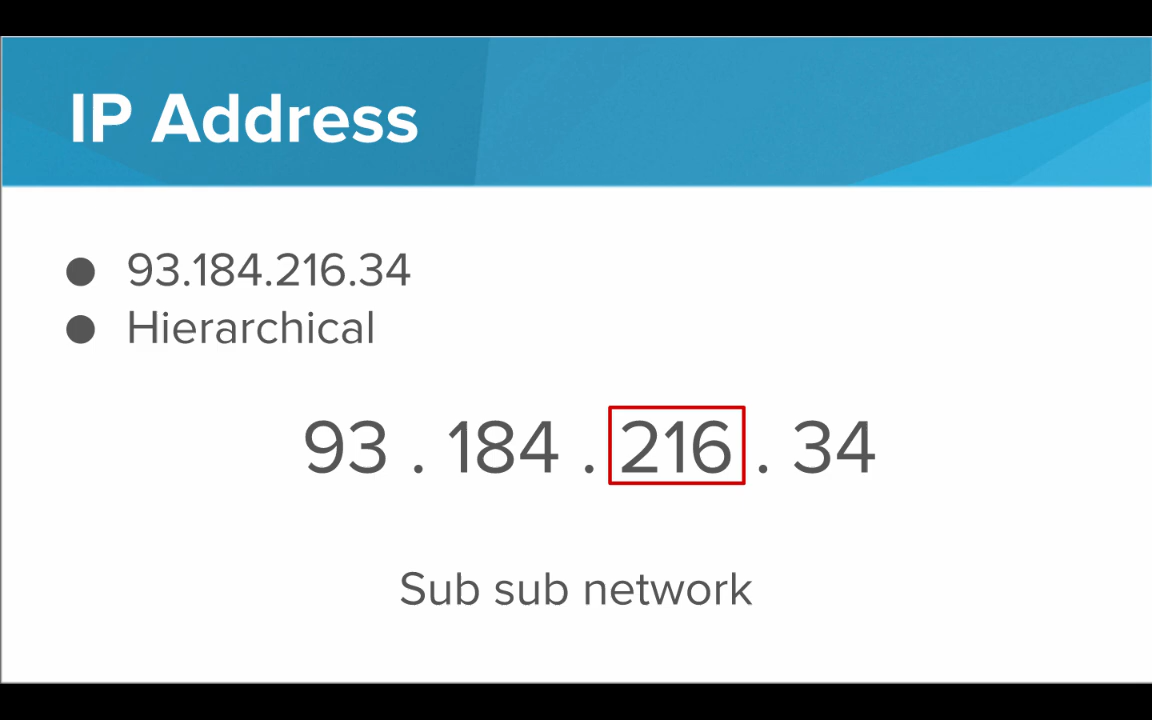 IP Address
● 93.184.216.34
● Hierarchical
93 . 184 . 216 . 34
Sub sub network